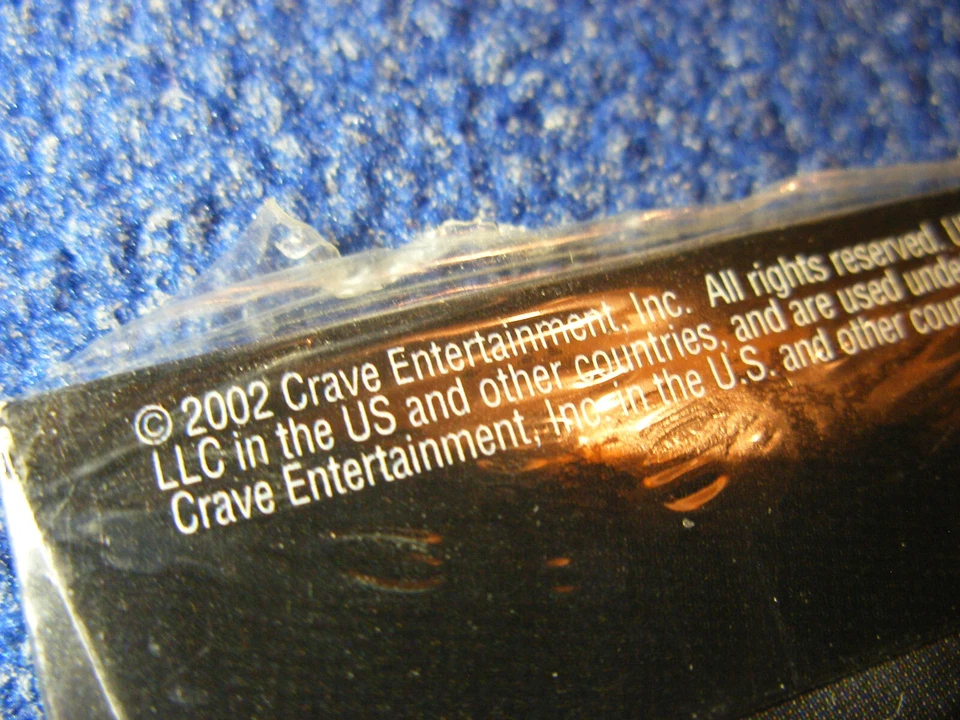 © 2002 Crave Entertainment, Inc. All rights reserved.
LLC in the US and other countries, and are used
Crave Entertainment, Inc. in the U.S. and other